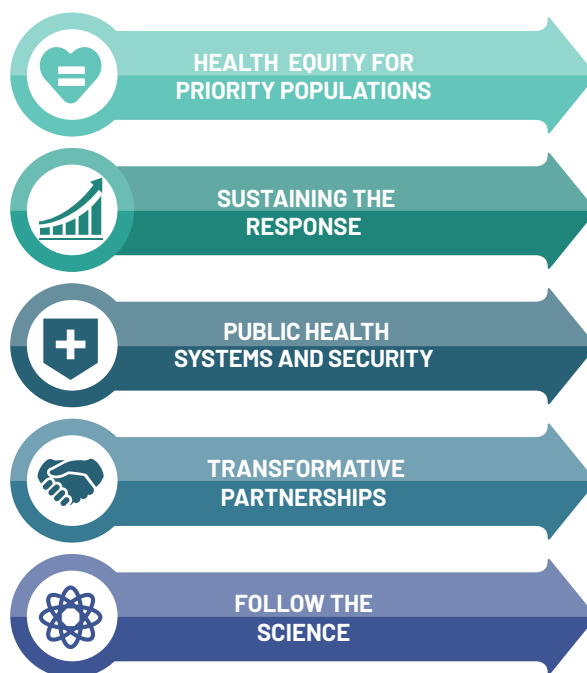 HEALTH EQUITY FOR
PRIORITY POPULATIONS
SUSTAINING THE
RESPONSE
PUBLIC HEALTH
SYSTEMS AND SECURITY
TRANSFORMATIVE
PARTNERSHIPS
FOLLOW THE
SCIENCE